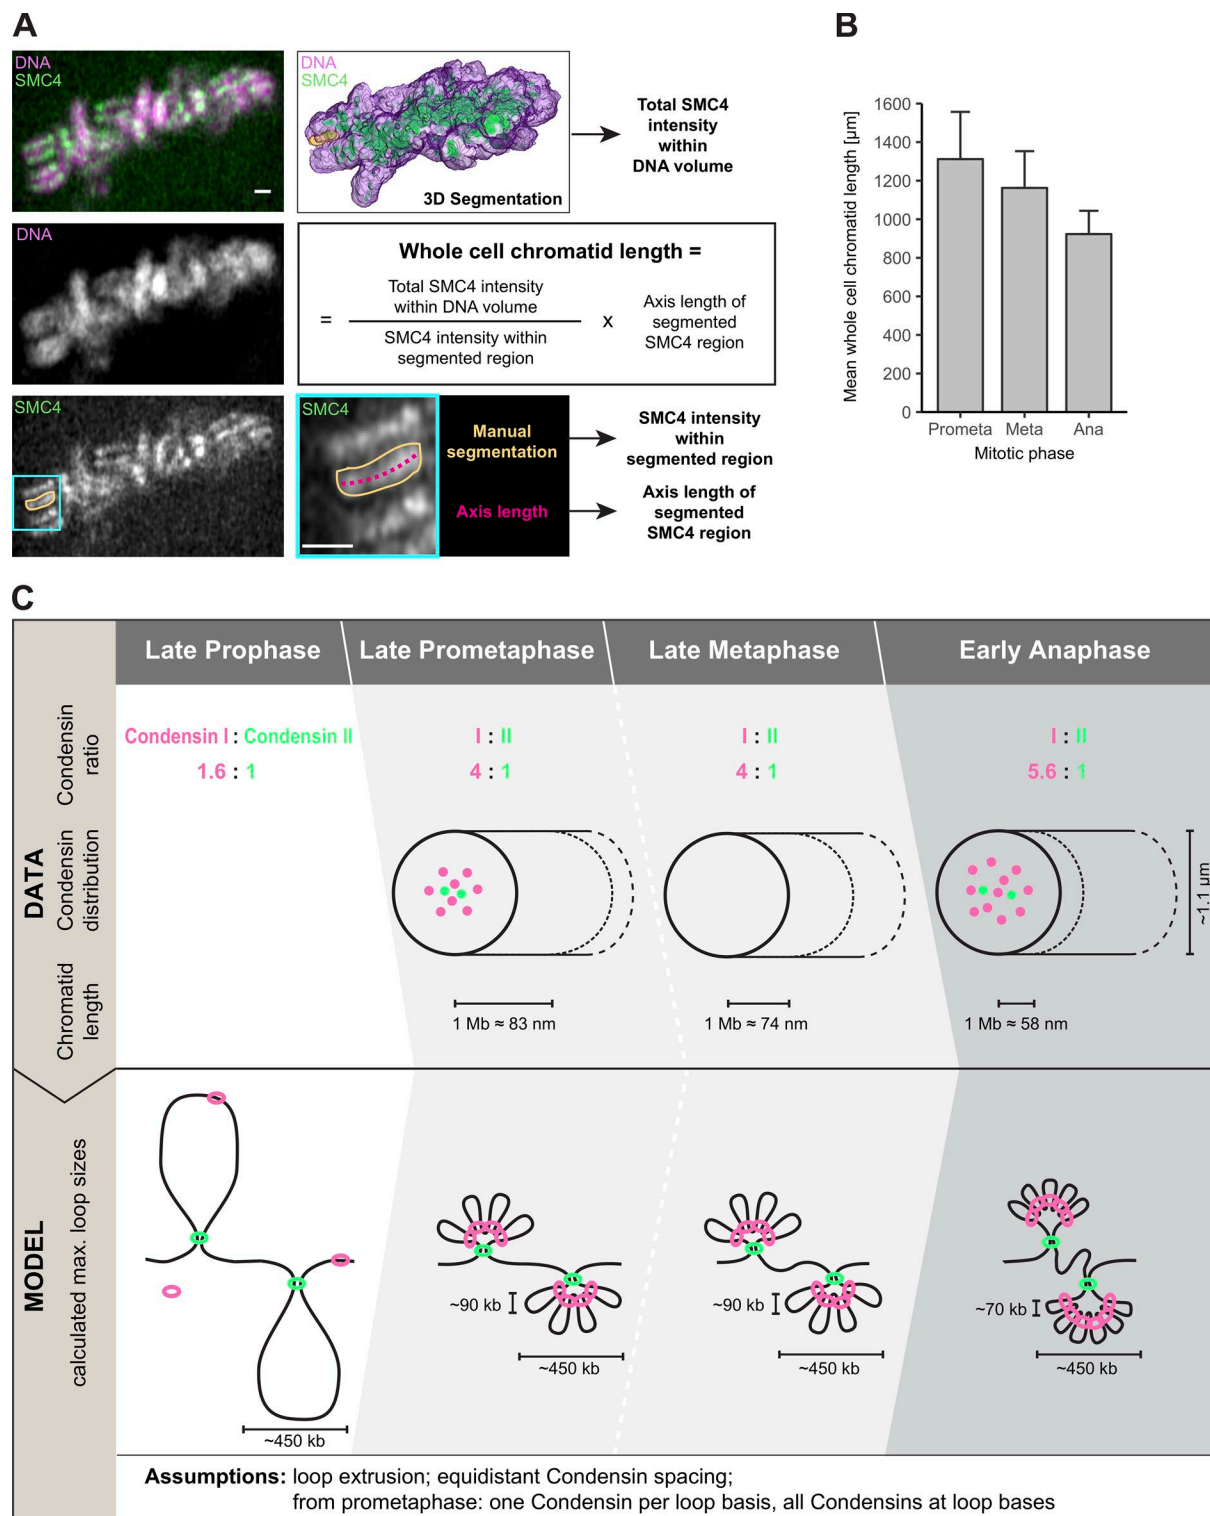 A
DNA
SMC4
DNA
SMC4
3D Segmentation
Total SMC4
intensity
within
DNA volume
DNA
Whole cell chromatid length =
=
Total SMC4 intensity
within DNA volume
SMC4 intensity within
segmented region
x
Axis length of
segmented
SMC4 region
SMC4
SMC4
Manual
segmentation
Axis length
SMC4 intensity
within
segmented region
Axis length of
segmented
SMC4 region
B
Mean whole cell chromatid length [µm]
1600
1400
1200
1000
800
600
400
200
0
Prometa Meta Ana
Mitotic phase
C
Late Prophase Late Prometaphase Late Metaphase Early Anaphase
DATA
Condensin
ratio
Condensin I : Condensin II I : II I : II I : II
1.6 : 1 4 : 1 4 : 1 5.6 : 1
Condensin
distribution
~1.1 µm
Chromatid
length
1 Mb ≈ 83 nm 1 Mb ≈ 74 nm 1 Mb ≈ 58 nm
MODEL
calculated max. loop sizes
~90 kb ~90 kb ~70 kb
~450 kb ~450 kb ~450 kb
~450 kb
Assumptions: loop extrusion; equidistant Condensin spacing;
from prometaphase: one Condensin per loop basis, all Condensins at loop bases